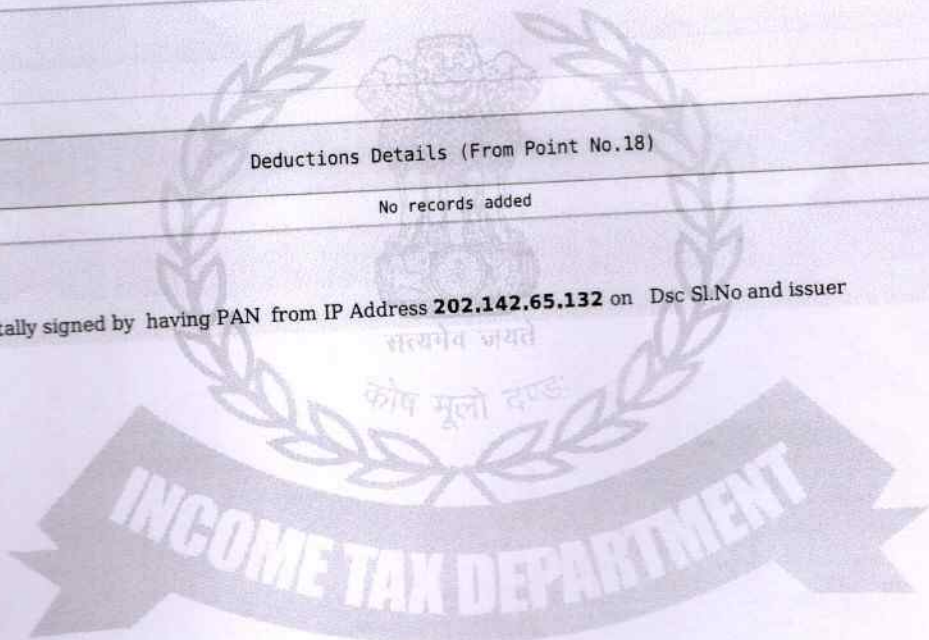 Deductions Details (From Point No.18)
No records added
tally signed by having PAN from IP Address 202.142.65.132 on Dsc Sl.No and issuer
सत्यमेव जयते
कोष मूलो दण्डः
INCOME TAX DEPARTMENT